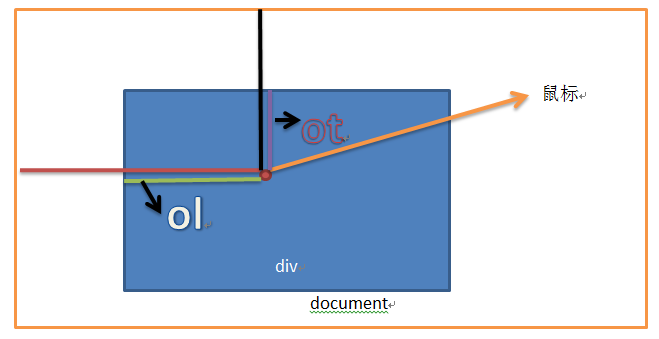 鼠标
ot
ol
div
document